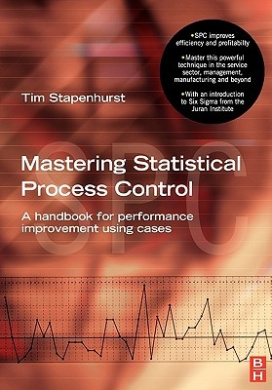 •SPC improves
efficiency and profitabilty
•Master this powerful
technique in the service
sector, management,
manufacturing and beyond
•With an introduction
to Six Sigma from the
Juran Institute
Tim Stapenhurst
Mastering Statistical
Process Control
A handbook for performance
improvement using cases
SPC
B
H